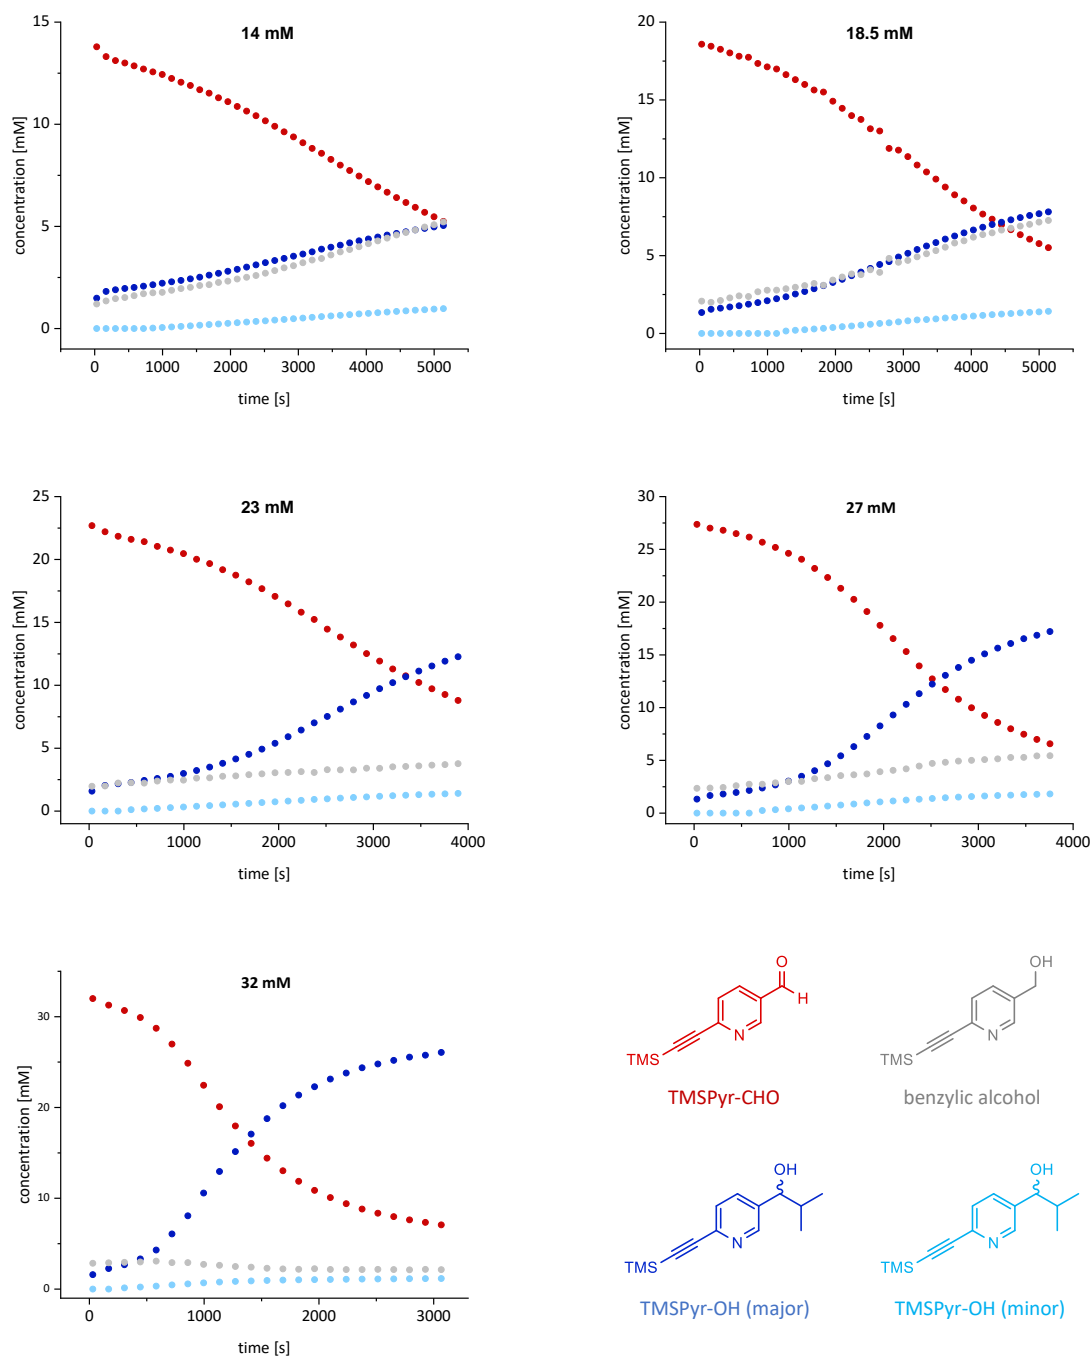 14 mM
15
10
5
0
concentration [mM]
0 1000 2000 3000 4000 5000
time [s]
18.5 mM
20
15
10
5
0
concentration [mM]
0 1000 2000 3000 4000 5000
time [s]
23 mM
25
20
15
10
5
0
concentration [mM]
0 1000 2000 3000 4000
time [s]
27 mM
30
25
20
15
10
5
0
concentration [mM]
0 1000 2000 3000 4000
time [s]
32 mM
30
20
10
0
concentration [mM]
0 1000 2000 3000
time [s]
O
H
N
TMS
TMSPyr-CHO
OH
N
TMS
benzylic alcohol
OH
N
TMS
TMSPyr-OH (major)
OH
N
TMS
TMSPyr-OH (minor)